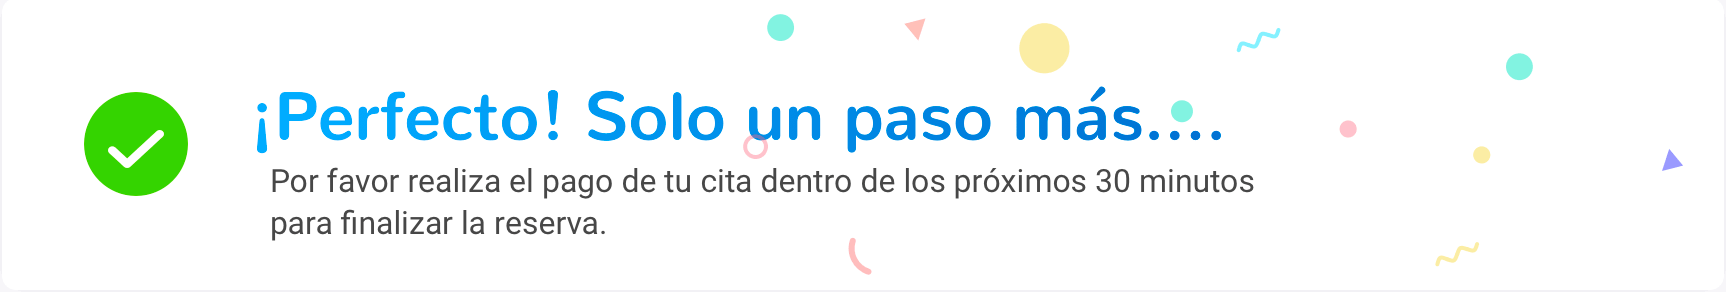 ¡Perfecto! Solo un paso más....
Por favor realiza el pago de tu cita dentro de los próximos 30 minutos
para finalizar la reserva.